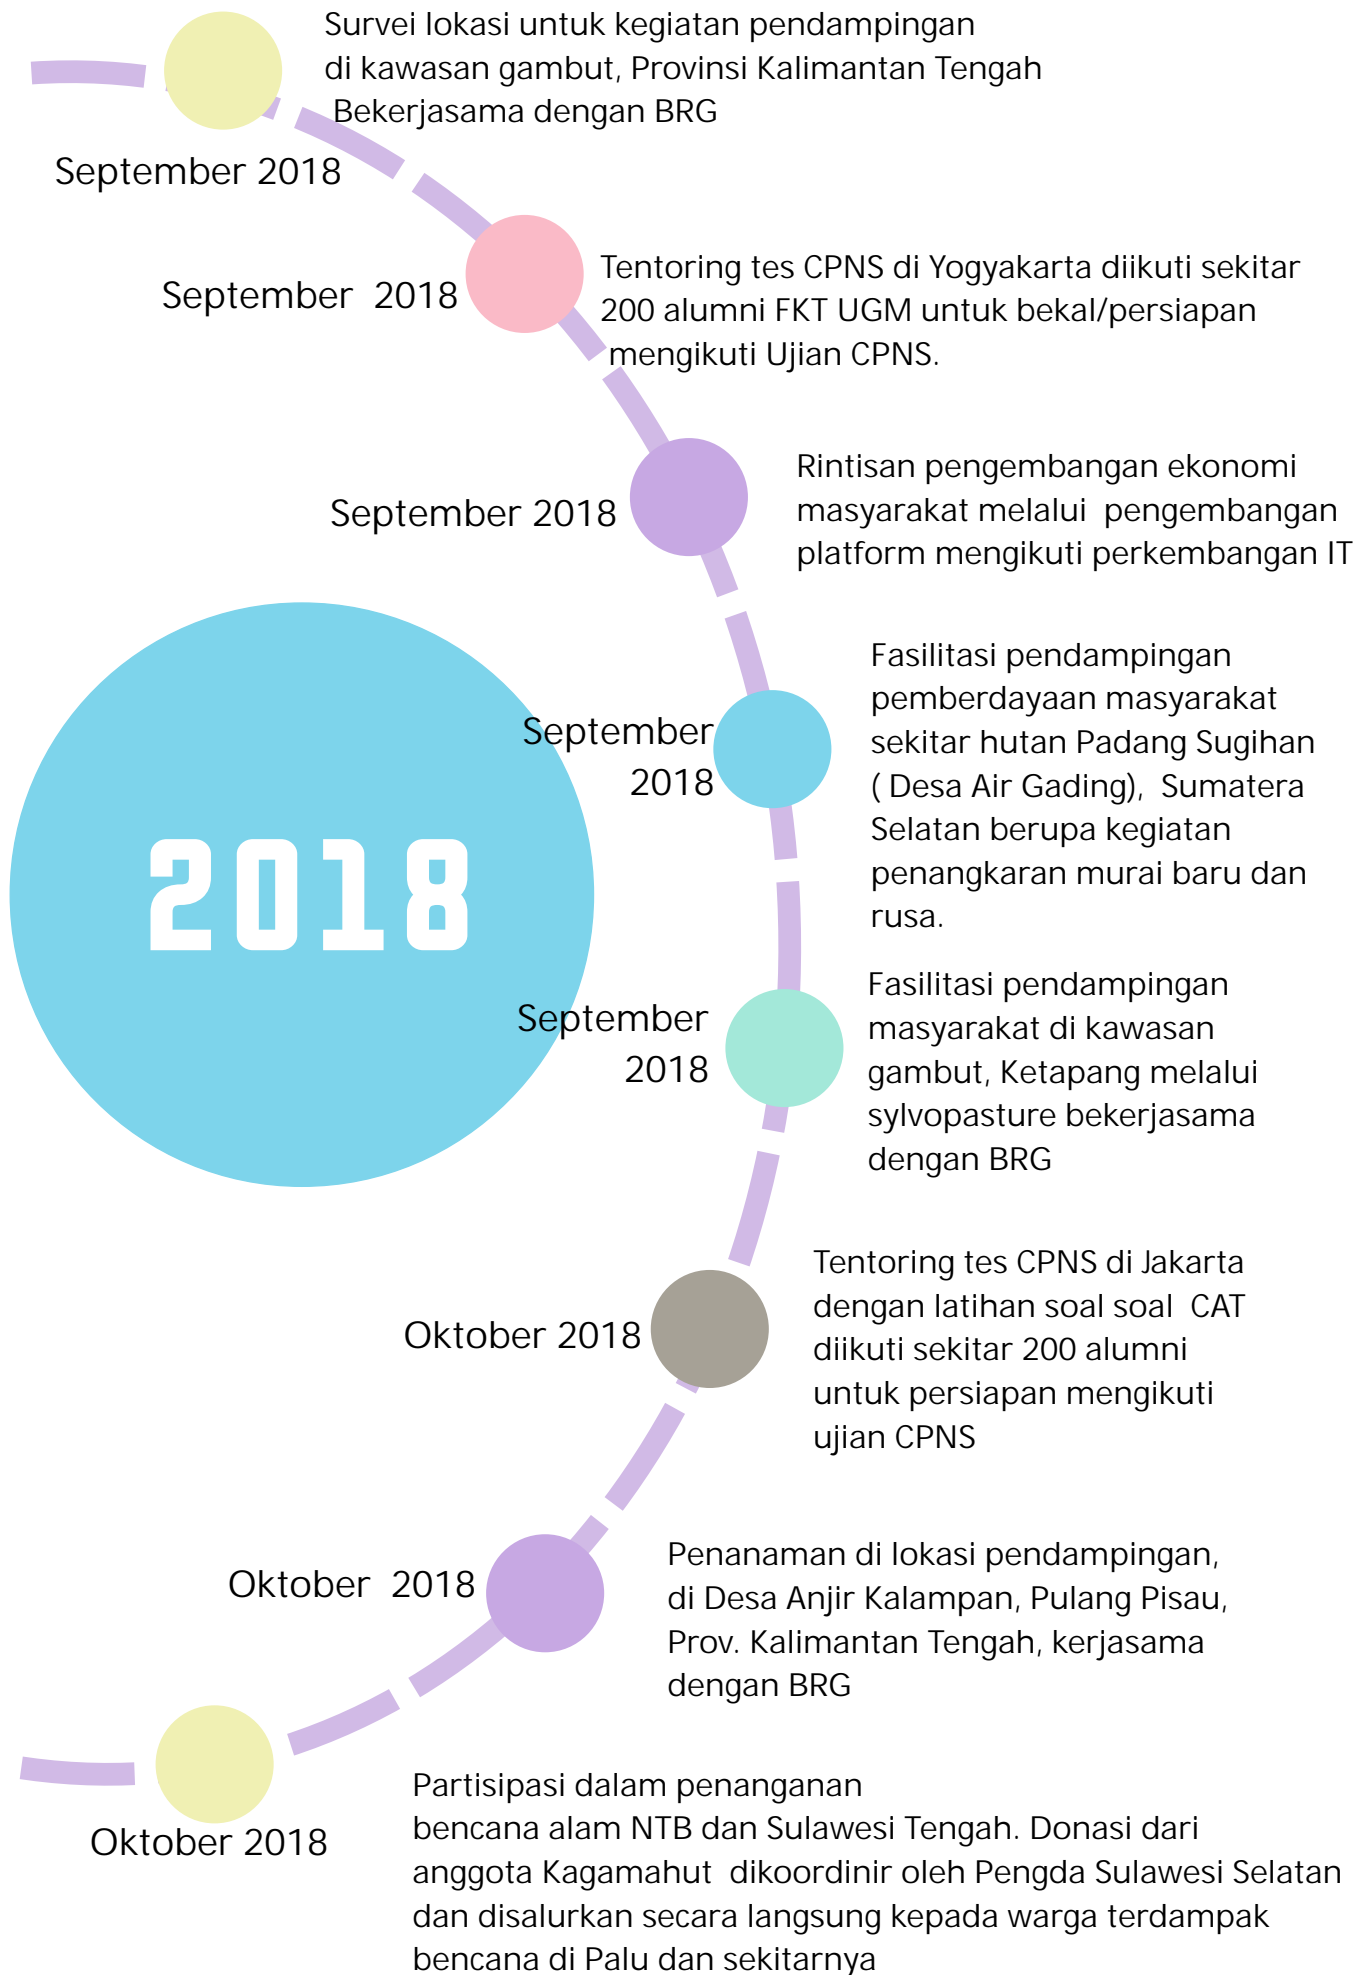 Survei lokasi untuk kegiatan pendampingan
di kawasan gambut, Provinsi Kalimantan Tengah
Bekerjasama dengan BRG
September 2018
September 2018
Tentoring tes CPNS di Yogyakarta diikuti sekitar
200 alumni FKT UGM untuk bekal/persiapan
mengikuti Ujian CPNS.
September 2018
Rintisan pengembangan ekonomi
masyarakat melalui pengembangan
platform mengikuti perkembangan IT
September
2018
Fasilitasi pendampingan
pemberdayaan masyarakat
sekitar hutan Padang Sugihan
( Desa Air Gading), Sumatera
Selatan berupa kegiatan
penangkaran murai baru dan
rusa.
2018
September
2018
Fasilitasi pendampingan
masyarakat di kawasan
gambut, Ketapang melalui
sylvopasture bekerjasama
dengan BRG
Oktober 2018
Tentoring tes CPNS di Jakarta
dengan latihan soal soal CAT
diikuti sekitar 200 alumni
untuk persiapan mengikuti
ujian CPNS
Oktober 2018
Penanaman di lokasi pendampingan,
di Desa Anjir Kalampan, Pulang Pisau,
Prov. Kalimantan Tengah, kerjasama
dengan BRG
Oktober 2018
Partisipasi dalam penanganan
bencana alam NTB dan Sulawesi Tengah. Donasi dari
anggota Kagamahut dikoordinir oleh Pengda Sulawesi Selatan
dan disalurkan secara langsung kepada warga terdampak
bencana di Palu dan sekitarnya